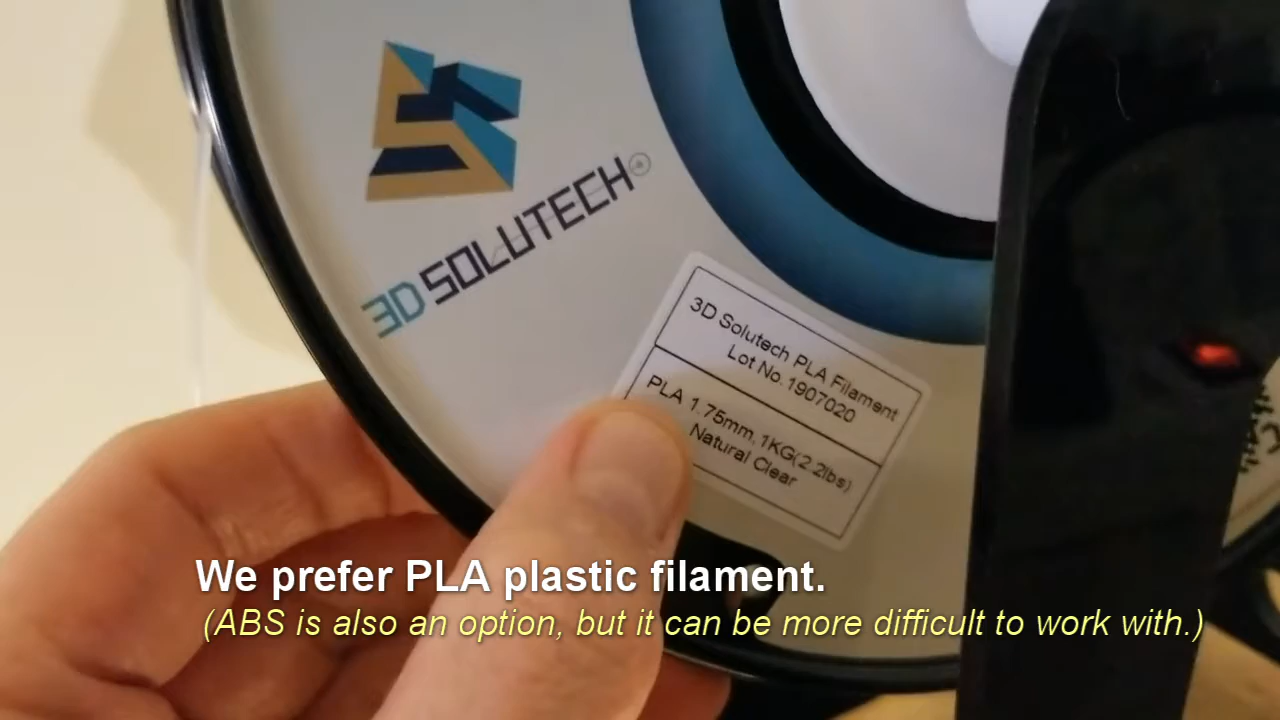 3D SOLUTECH
3D Solutech PLA Filament
Lot No. 1907020
PLA 1.75mm, 1KG(2.2lbs)
Natural Clear
We prefer PLA plastic filament.
(ABS is also an option, but it can be more difficult to work with.)